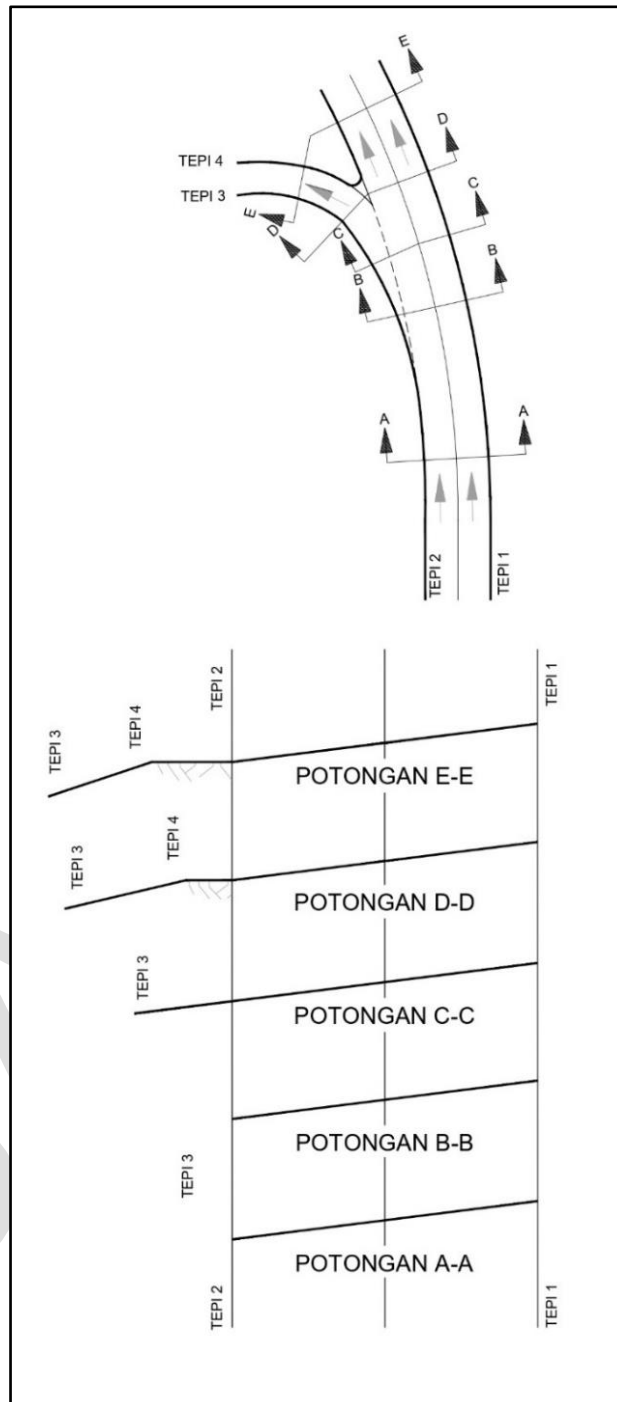 E
D
TEPI 4
C
TEPI 3
E
D
C
B
B
A
A
TEPI 2
TEPI 1
TEPI 2
TEPI 1
TEPI 4
TEPI 3
POTONGAN E-E
TEPI 4
TEPI 3
POTONGAN D-D
TEPI 3
POTONGAN C-C
POTONGAN B-B
TEPI 3
POTONGAN A-A
TEPI 2
TEPI 1